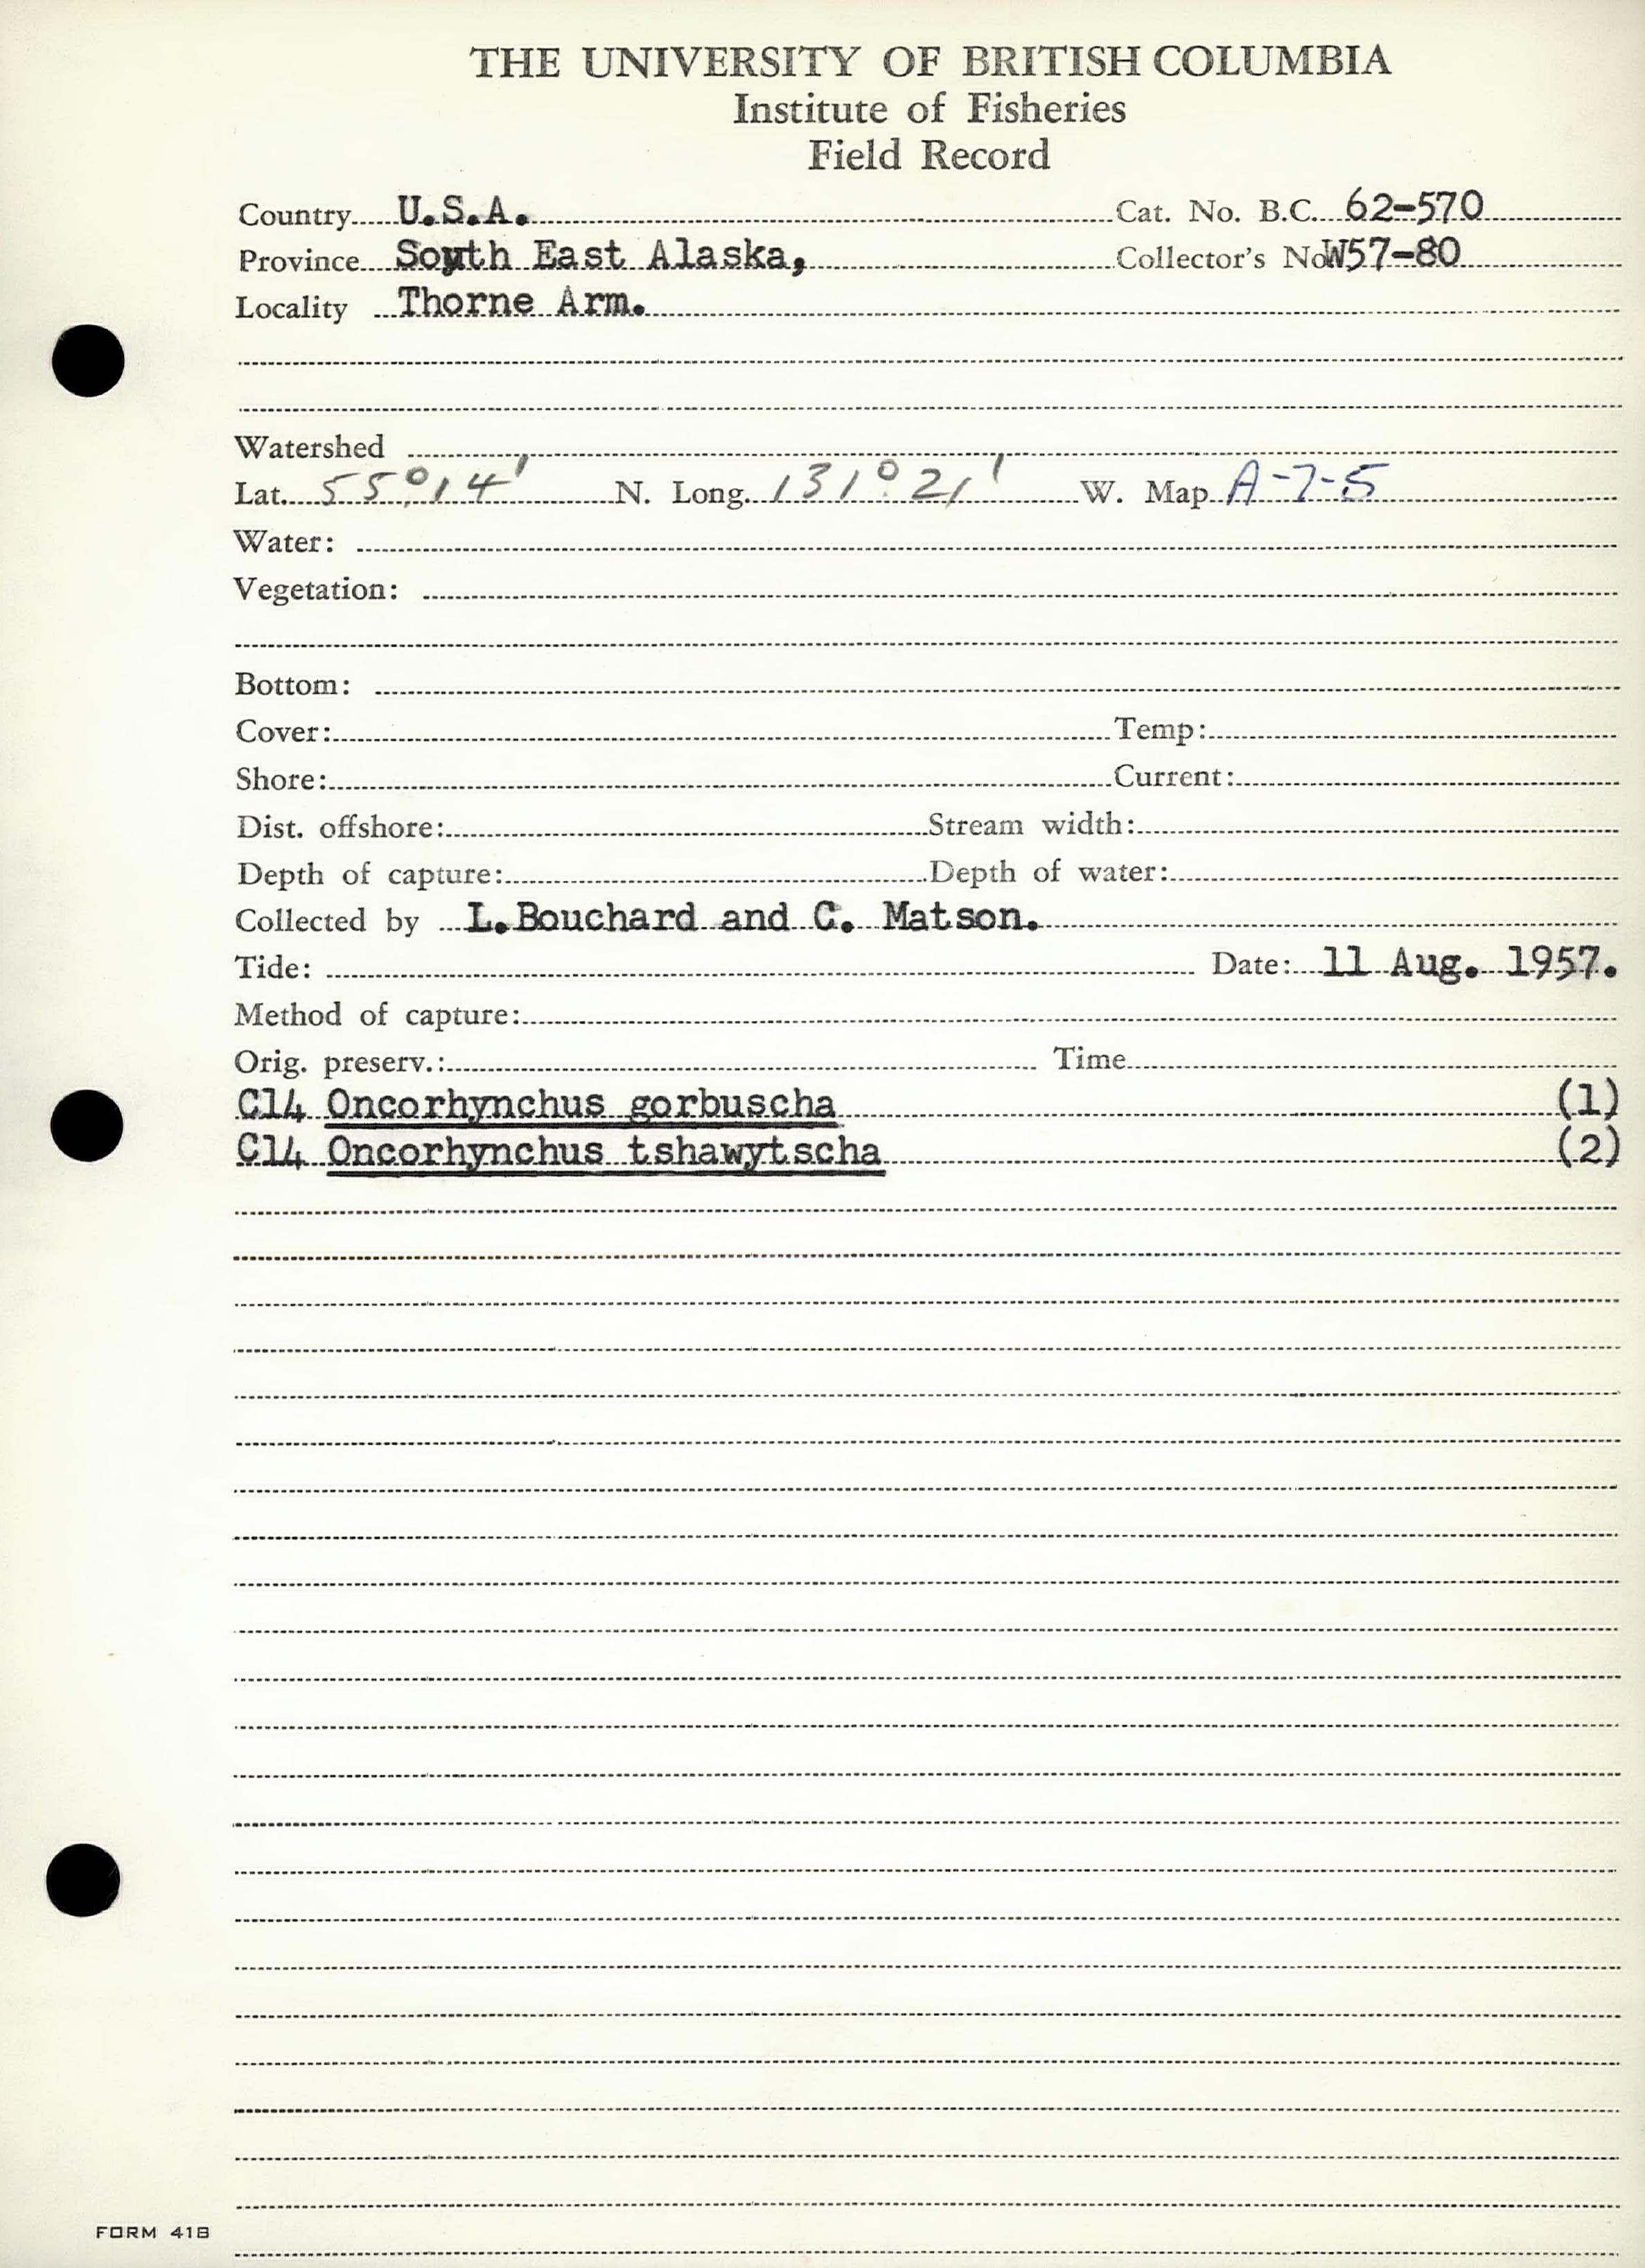 THE UNIVERSITY OF BRITISH COLUMBIA
Institute of Fisheries
Field Record
Country U.S.A. Cat. No. B.C. 62-570
Province South East Alaska, Collector's No W57-80
Locality Thorne Arm.
Watershed
Lat. 55°14' N. Long. 131°21' W. Map A-7-5
Water:
Vegetation:
Bottom:
Cover: Temp:
Shore: Current:
Dist. offshore: Stream width:
Depth of capture: Depth of water:
Collected by L.Bouchard and C. Matson.
Tide: Date: 11 Aug. 1957.
Method of capture:
Orig. preserv.: Time
C14 Oncorhynchus gorbuscha (1)
C14 Oncorhynchus tshawytscha (2)
FORM 41B